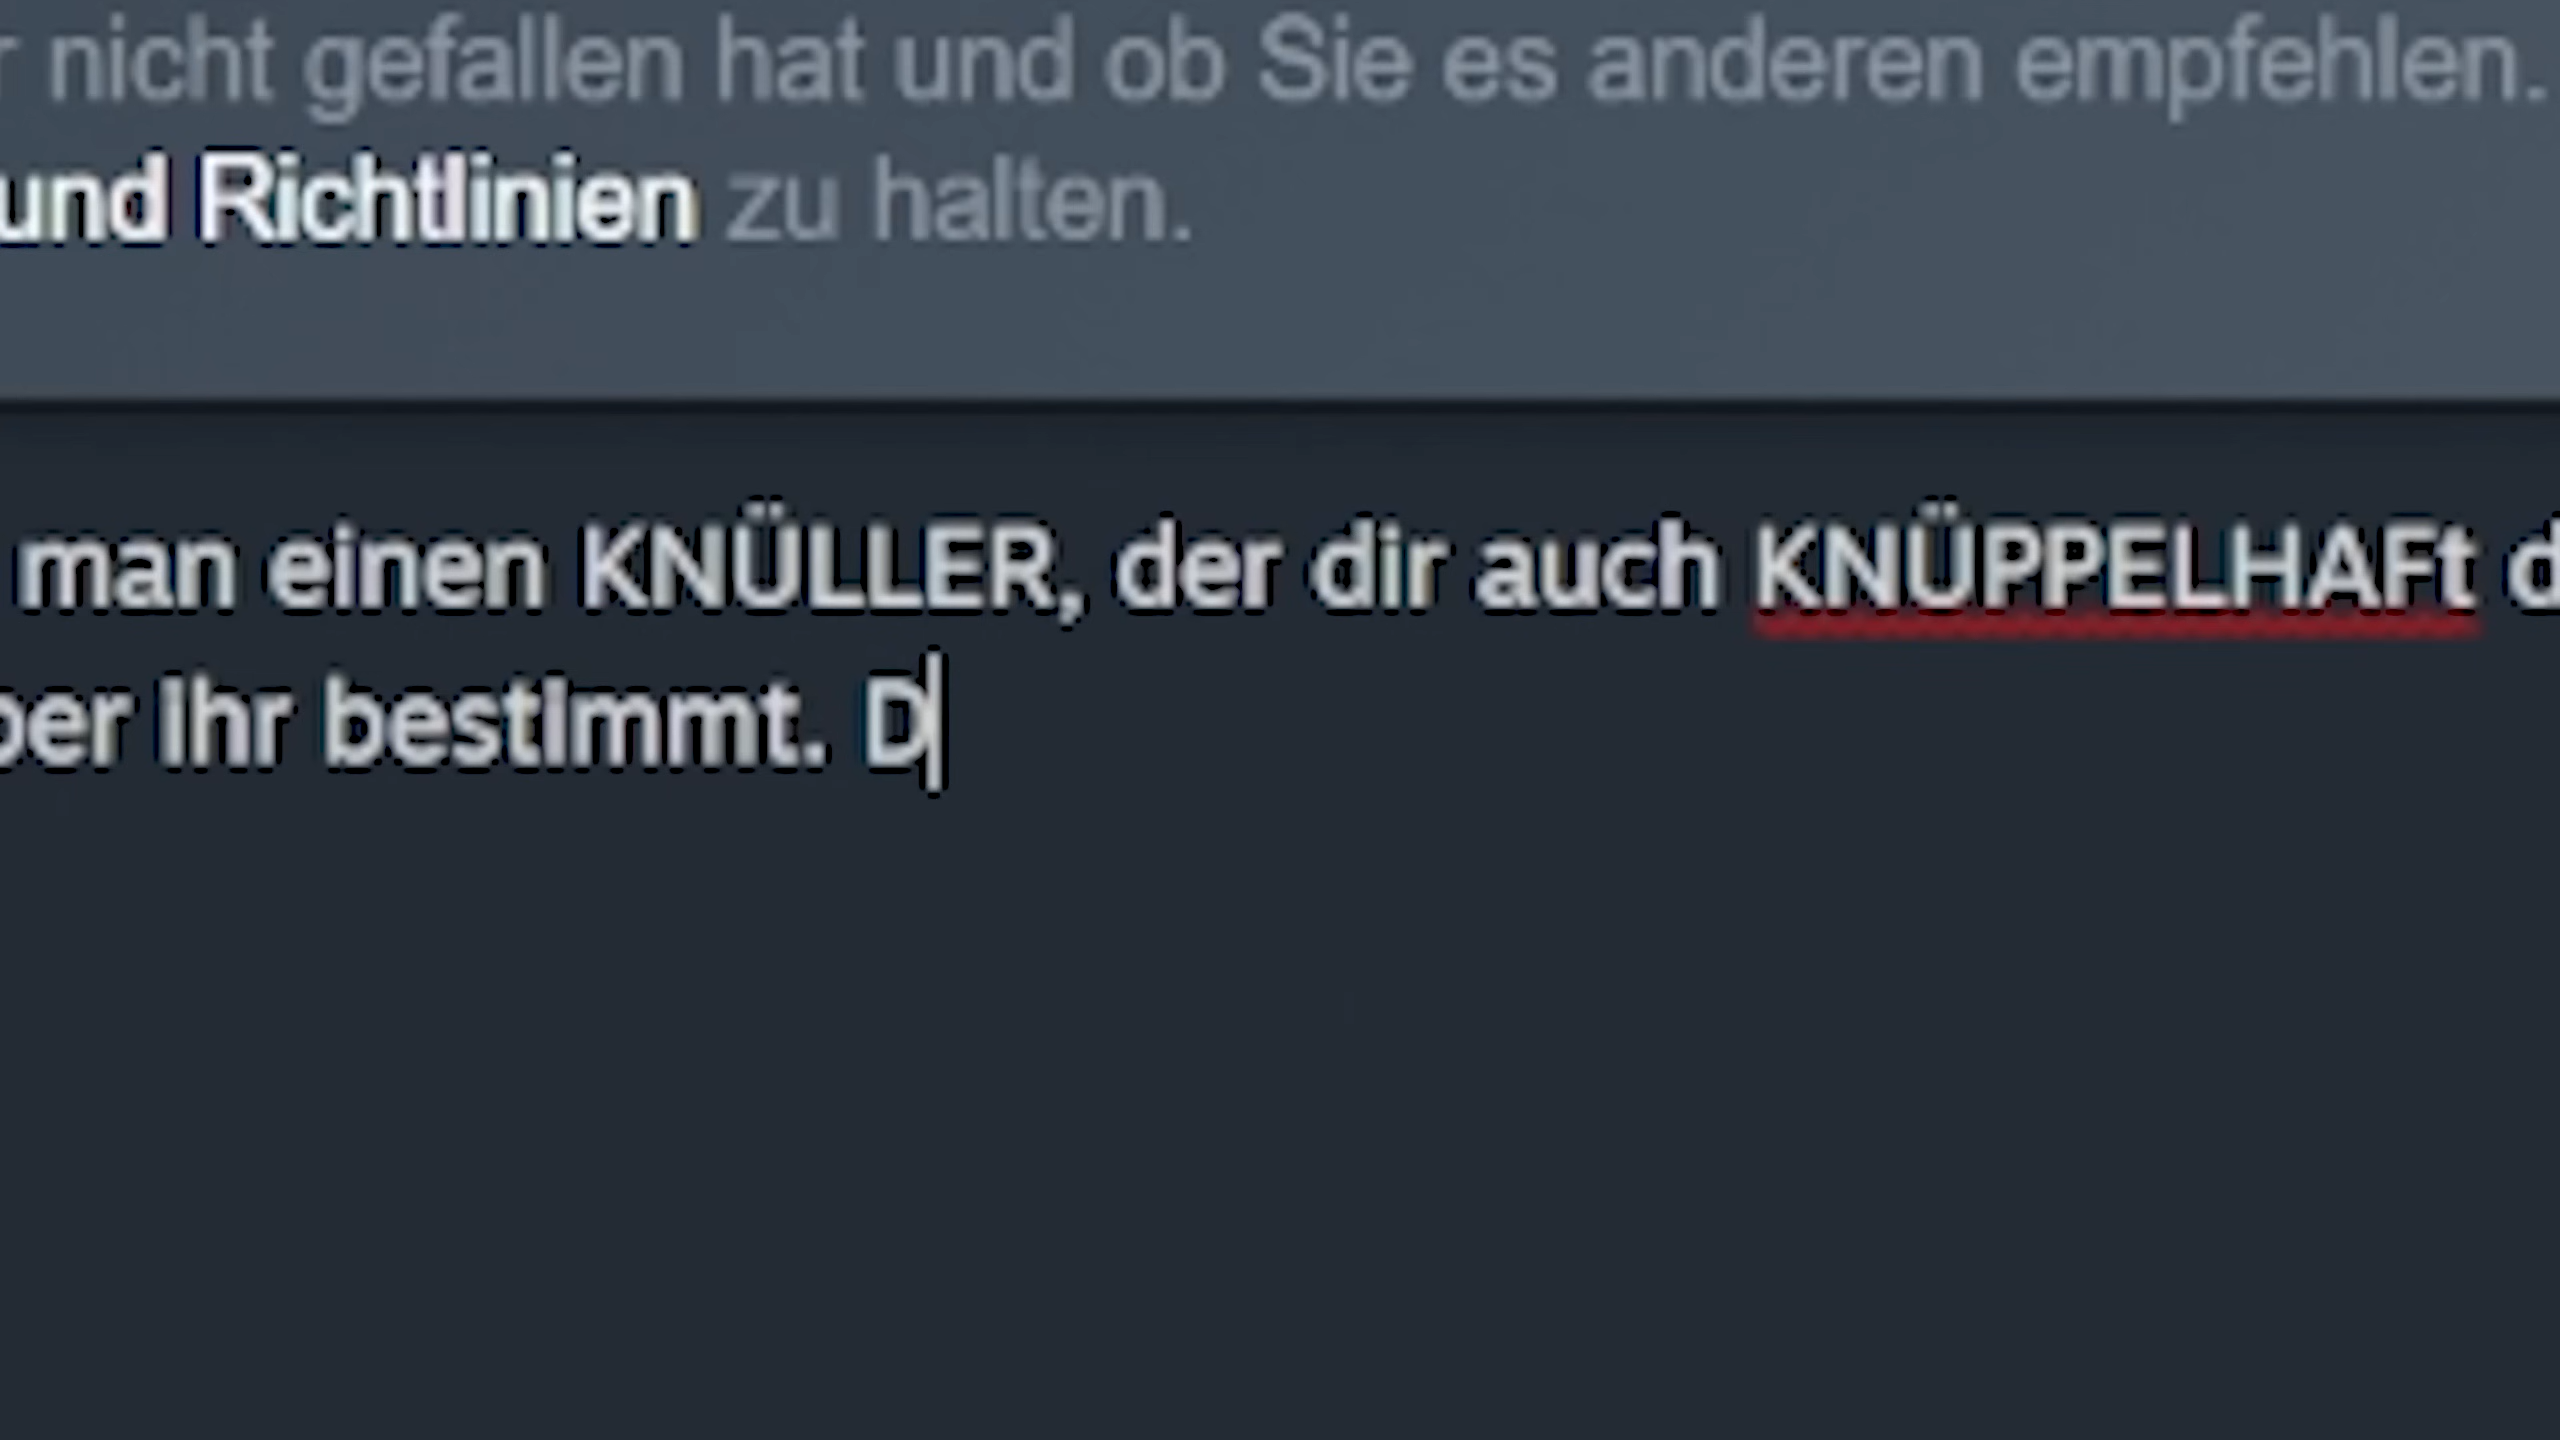 r nicht gefallen hat und ob Sie es anderen empfehlen.
und Richtlinien zu halten.
man einen KNÜLLER, der dir auch KNÜPPELHAFt d
ber ihr bestimmt. D